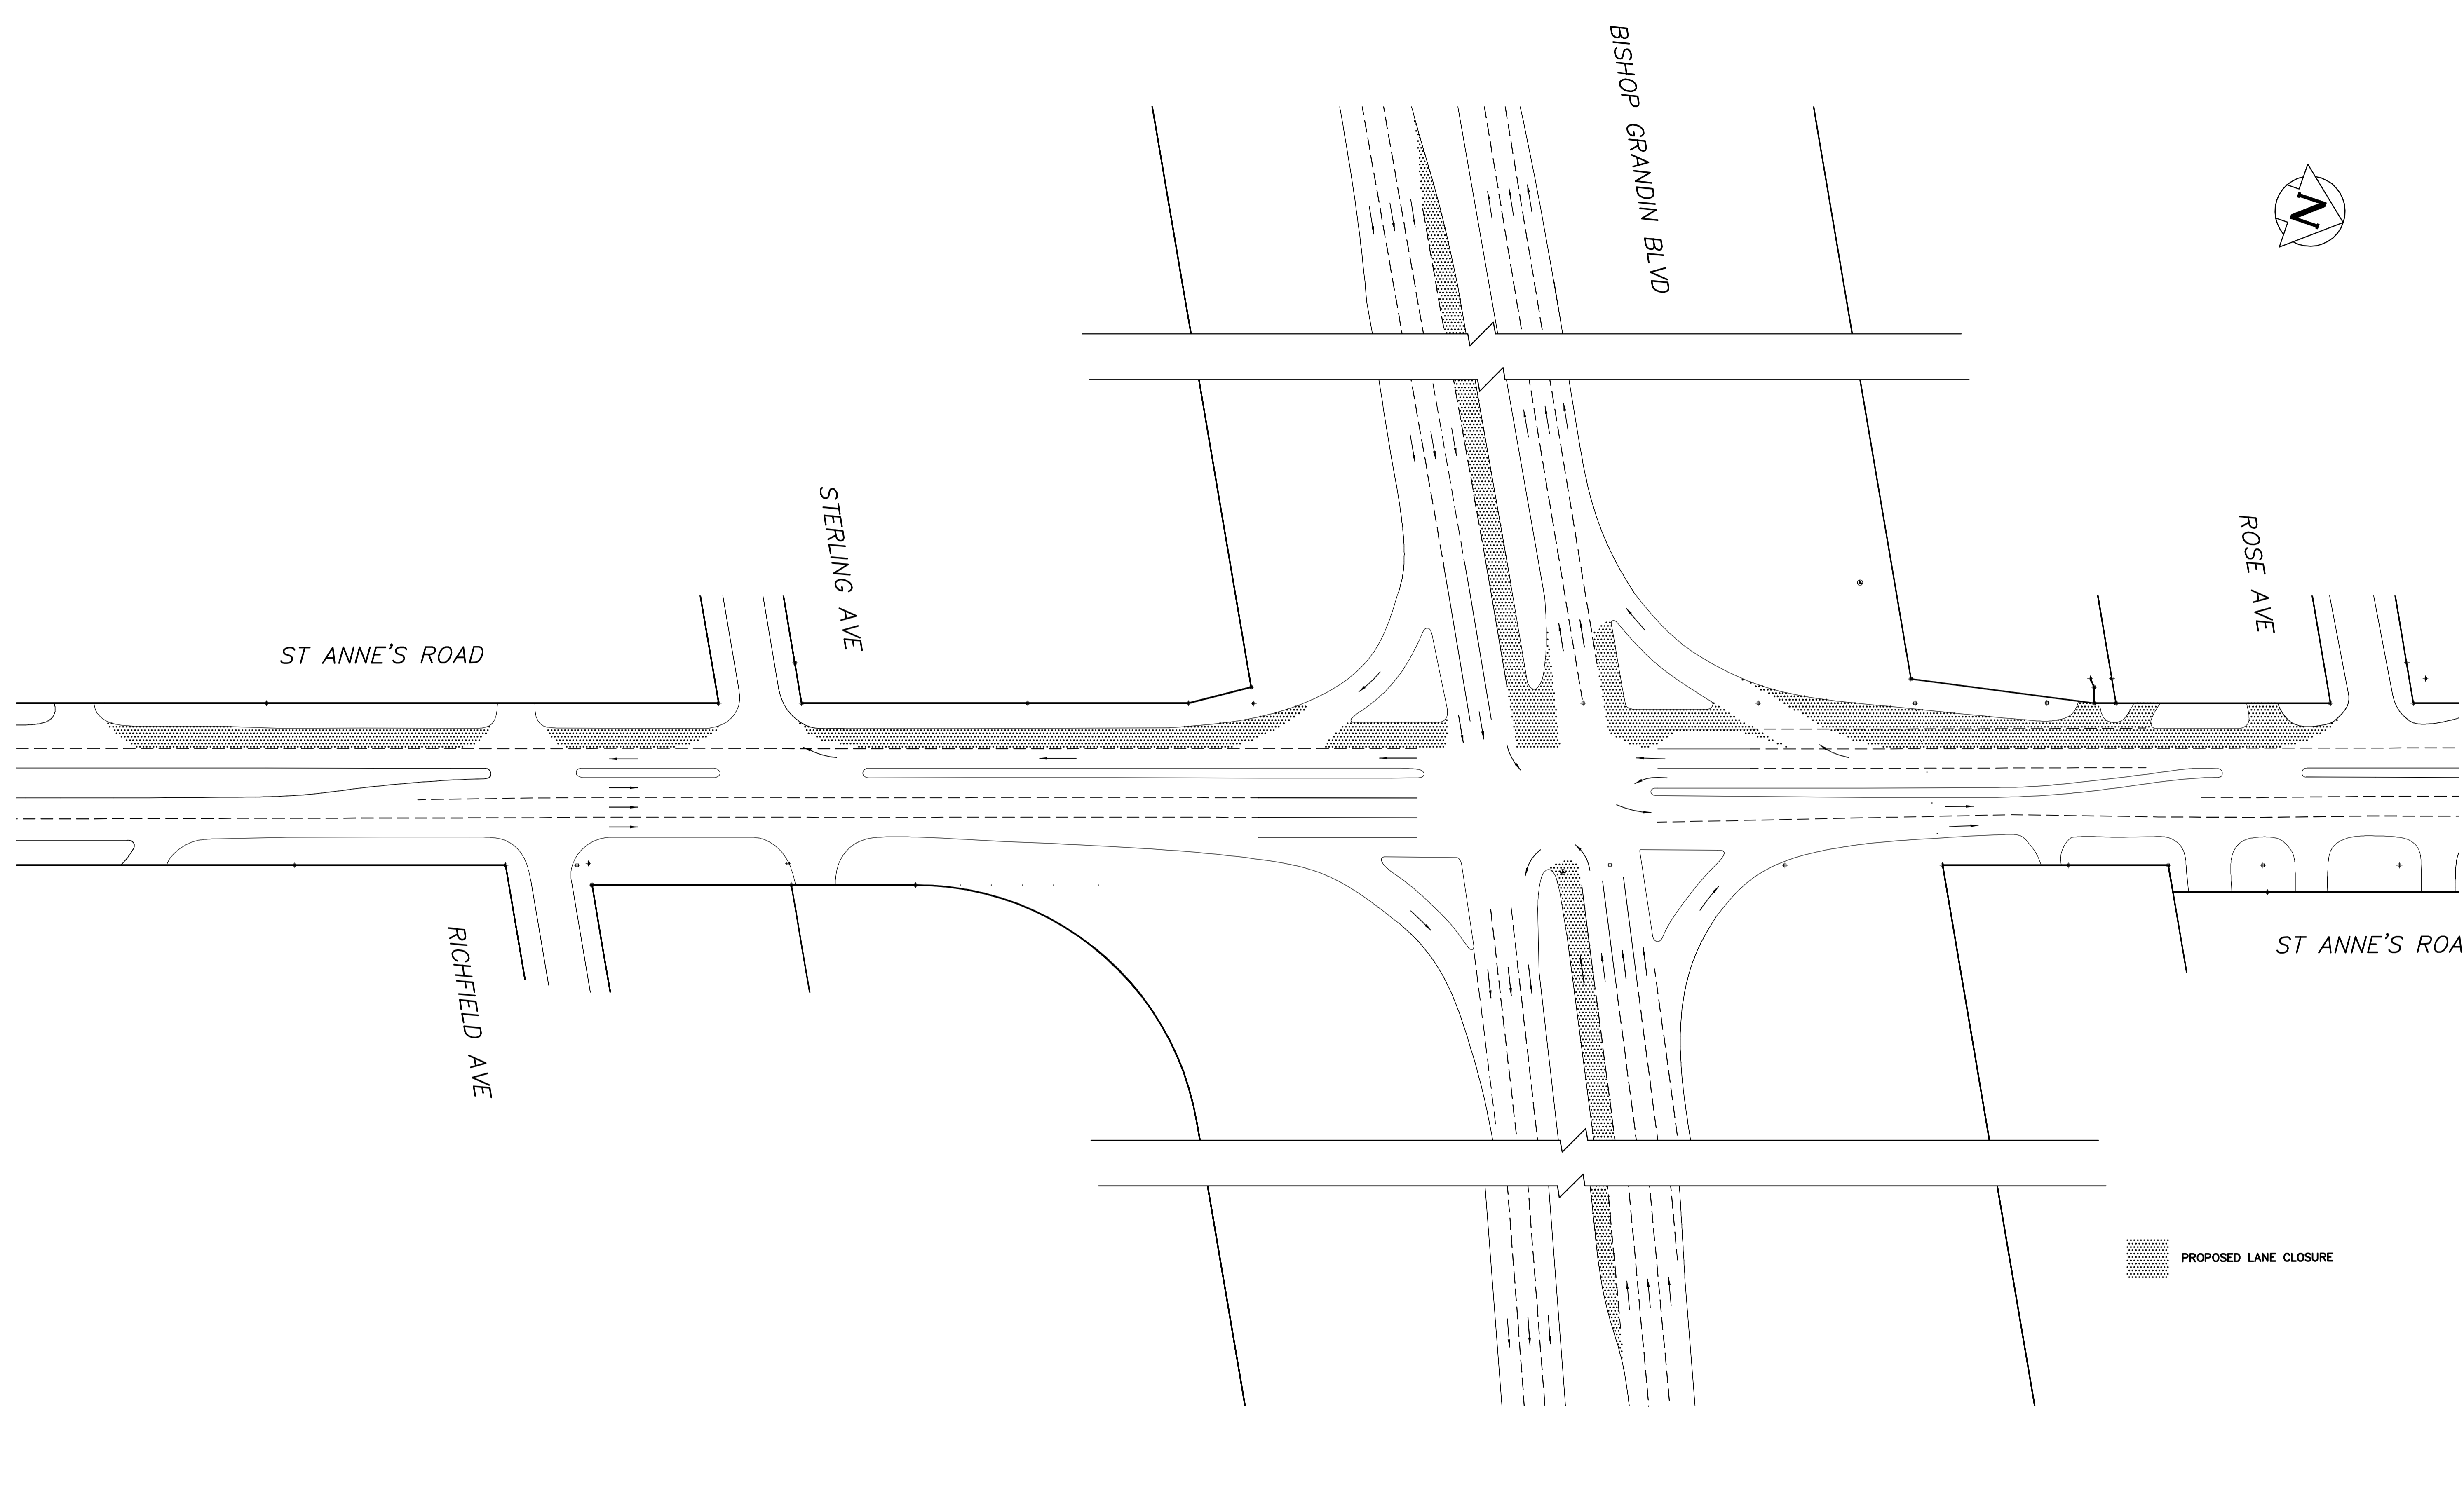 BISHOP GRANDIN BLVD
N
STERLING AVE
ROSE AVE
ST ANNE'S ROAD
RICHFIELD AVE
ST ANNE'S ROA
PROPOSED LANE CLOSURE